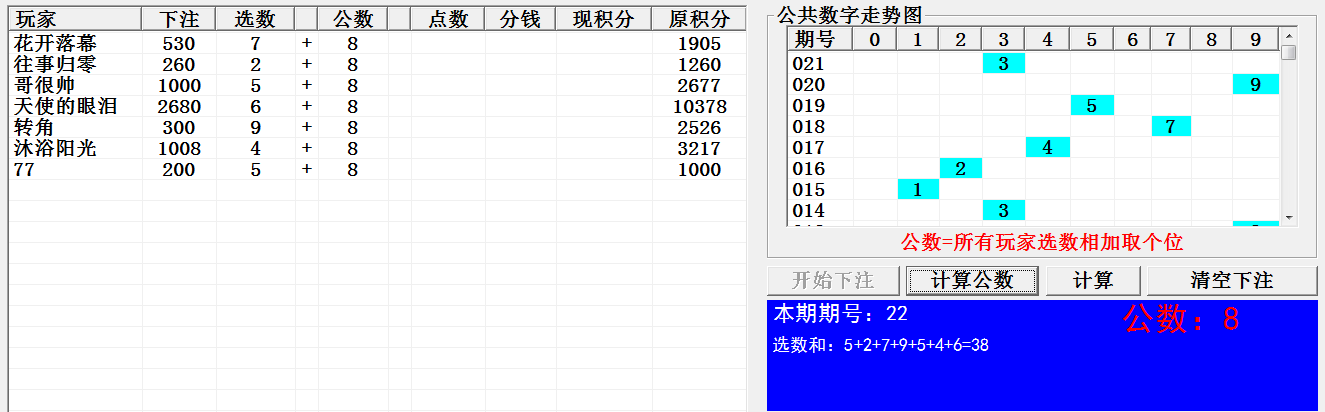 玩家 下注 选数 公数 点数 分钱 现积分 原积分
花开落幕 530 7 + 8 1905
往事归零 260 2 + 8 1260
哥很帅 1000 5 + 8 2677
天使的眼泪 2680 6 + 8 10378
转角 300 9 + 8 2526
沐浴阳光 1008 4 + 8 3217
77 200 5 + 8 1000
公共数字走势图
期号 0 1 2 3 4 5 6 7 8 9
021 3
020 9
019 5
018 7
017 4
016 2
015 1
014 3
公数=所有玩家选数相加取个位
开始下注 计算公数 计算 清空下注
本期期号：22 公数：8
选数和：5+2+7+9+5+4+6=38